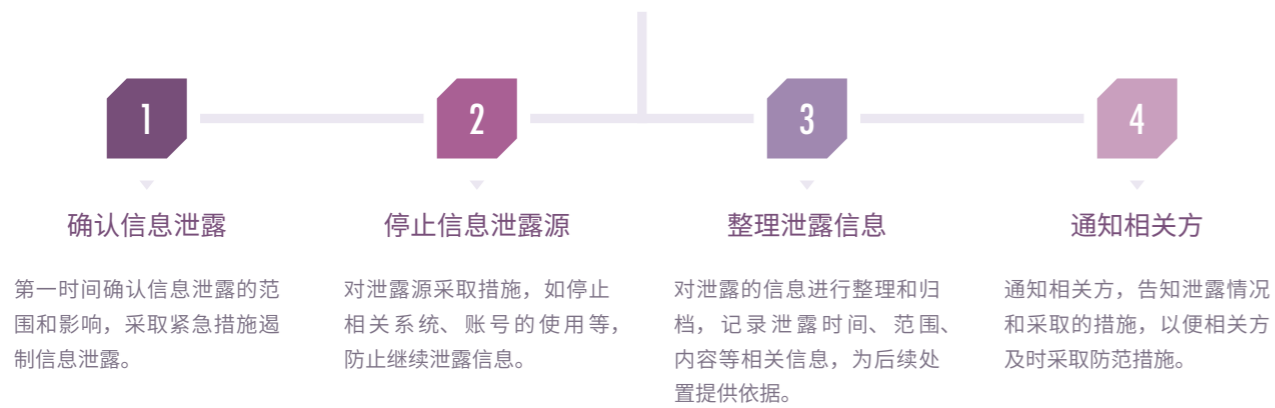 1
2
3
4
确认信息泄露
停止信息泄露源
整理泄露信息
通知相关方
第一时间确认信息泄露的范
围和影响，采取紧急措施遏
制信息泄露。
对泄露源采取措施，如停止
相关系统、账号的使用等，
防止继续泄露信息。
对泄露的信息进行整理和归
档，记录泄露时间、范围、
内容等相关信息，为后续处
置提供依据。
通知相关方，告知泄露情况
和采取的措施，以便相关方
及时采取防范措施。